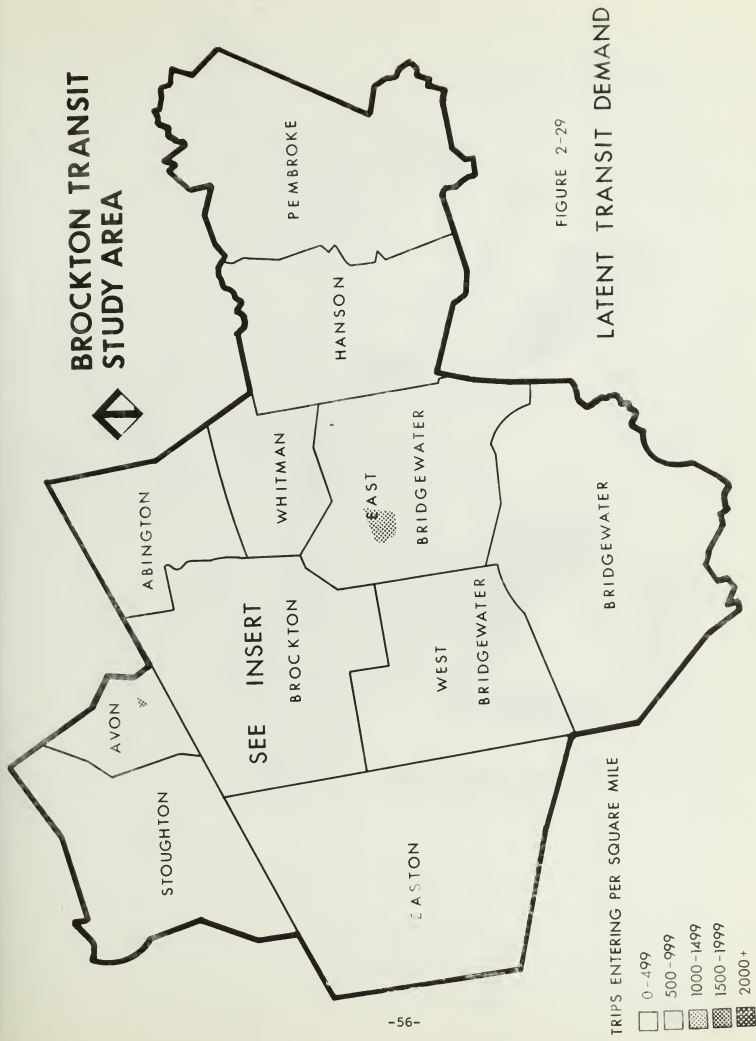 BROCKTON TRANSIT
STUDY AREA
STOUGHTON
AVON
ABINGTON
SEE INSERT
BROCKTON
WHITMAN
HANSON
PEMBROKE
EASTON
WEST
BRIDGEWATER
EAST
BRIDGEWATER
BRIDGEWATER
TRIPS ENTERING PER SQUARE MILE
0-499
500-999
1000-1499
1500-1999
2000+
FIGURE 2-29
LATENT TRANSIT DEMAND
-56-